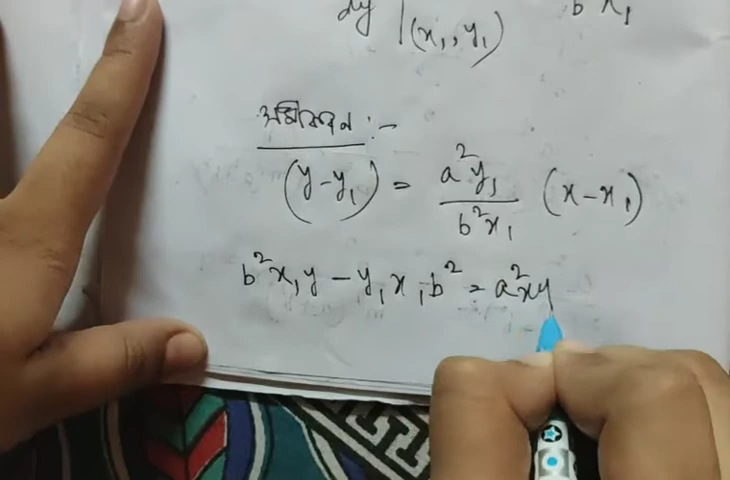 dy |(x₁, y₁) b x₁
অভিলম্ব :-
(y-y₁) = a²y₁/b²x₁ (x-x₁)
b²x₁y - y₁x₁b² = a²xy